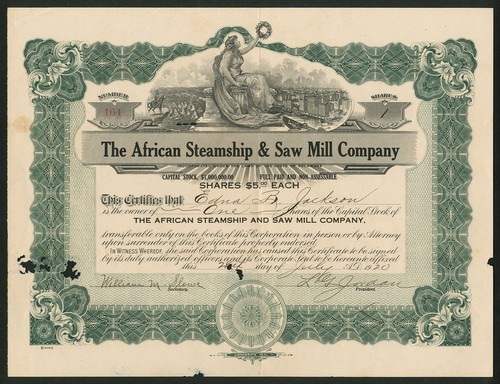 NUMBER
161
SHARES
1
The African Steamship & Saw Mill Company
CAPITAL STOCK, $1,000,000.00 FULL PAID AND NON-ASSESSABLE
SHARES $5.00 EACH
This Certifies that Edna B. Jackson
is the owner of One Shares of the Capital Stock of
THE AFRICAN STEAMSHIP AND SAW MILL COMPANY.
transferable only on the books of this Corporation in person or by Attorney
upon surrender of this Certificate properly endorsed.
IN WITNESS WHEREOF, the said Corporation has caused this Certificate to be signed
by its duly authorized officers and its Corporate Seal to be hereunto affixed
this day of July 1920
William M. Slowe
Secretary.
L G Jordan
President.